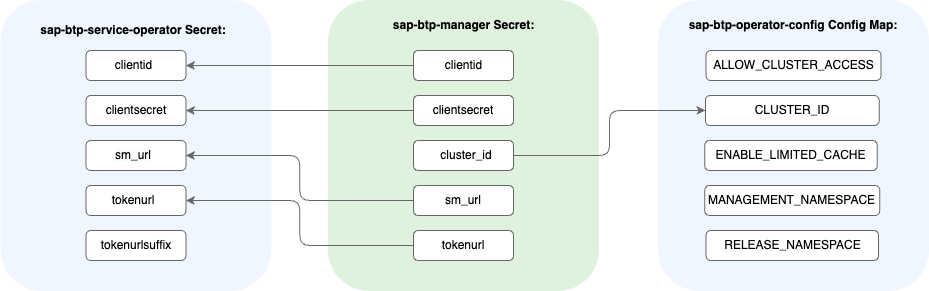 sap-btp-service-operator Secret:
clientid
clientsecret
sm_url
tokenurl
tokenurlsuffix
sap-btp-manager Secret:
clientid
clientsecret
cluster_id
sm_url
tokenurl
sap-btp-operator-config Config Map:
ALLOW_CLUSTER_ACCESS
CLUSTER_ID
ENABLE_LIMITED_CACHE
MANAGEMENT_NAMESPACE
RELEASE_NAMESPACE